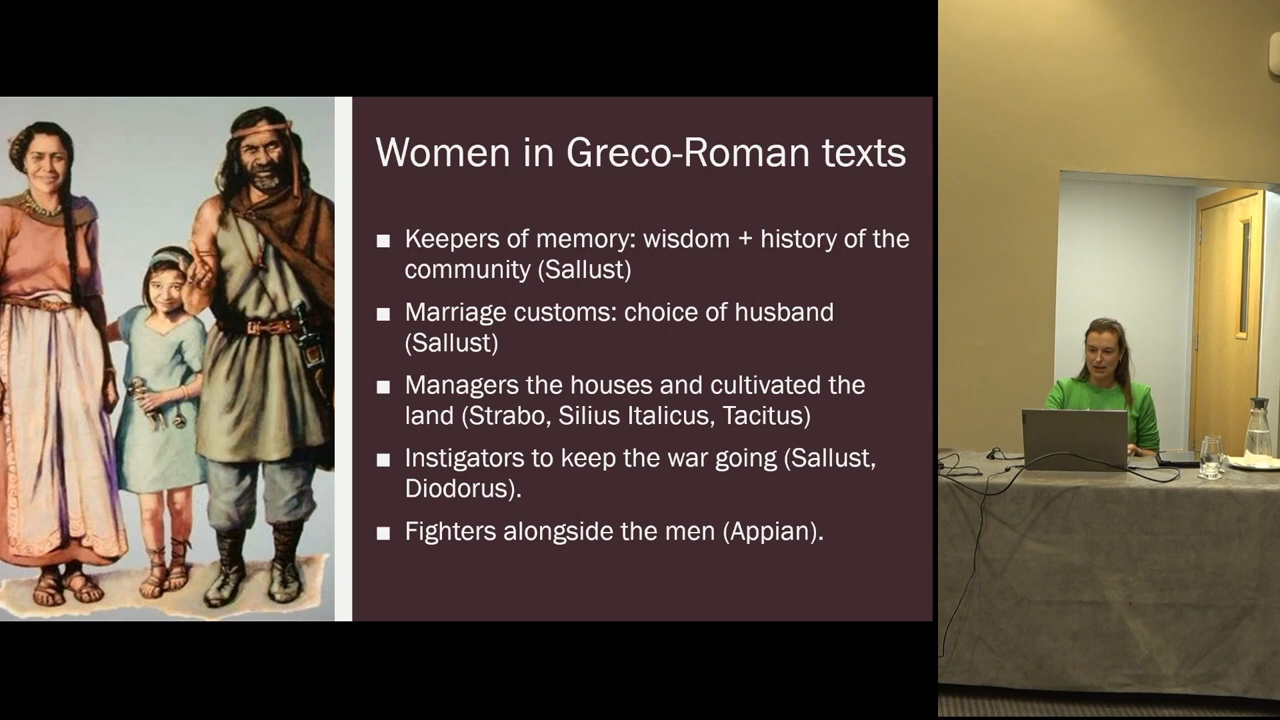 Women in Greco-Roman texts
■ Keepers of memory: wisdom + history of the
community (Sallust)
■ Marriage customs: choice of husband
(Sallust)
■ Managers the houses and cultivated the
land (Strabo, Silius Italicus, Tacitus)
■ Instigators to keep the war going (Sallust,
Diodorus).
■ Fighters alongside the men (Appian).